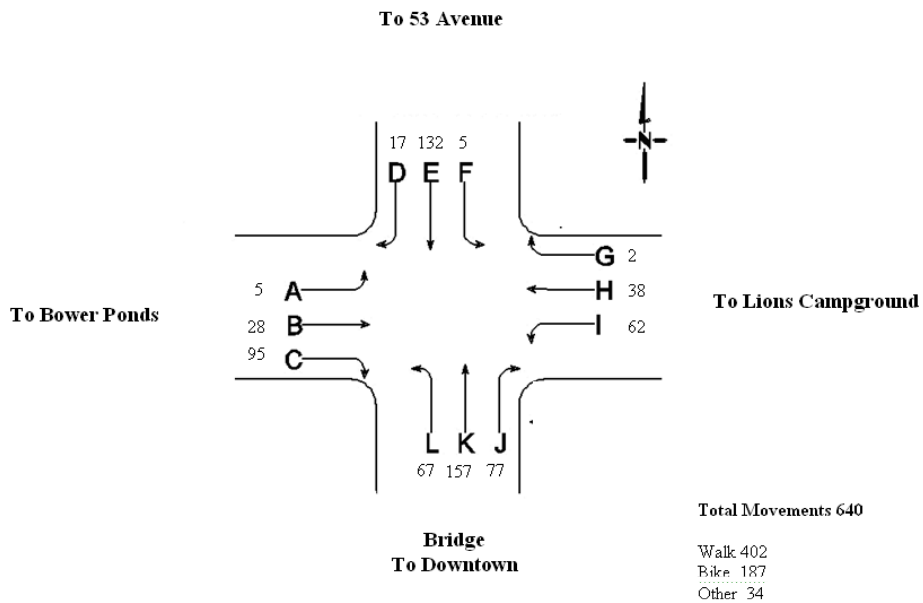 To 53 Avenue
17 132 5
D E F
N
G 2
5 A
H 38
To Bower Ponds
To Lions Campground
28 B
I 62
95 C
L K J
67 157 77
Bridge
To Downtown
Total Movements 640
Walk 402
Bike 187
Other 34